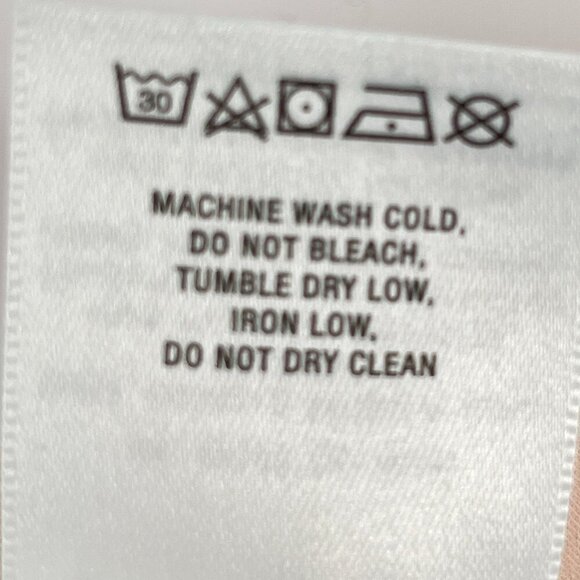 30
MACHINE WASH COLD,
DO NOT BLEACH,
TUMBLE DRY LOW,
IRON LOW,
DO NOT DRY CLEAN